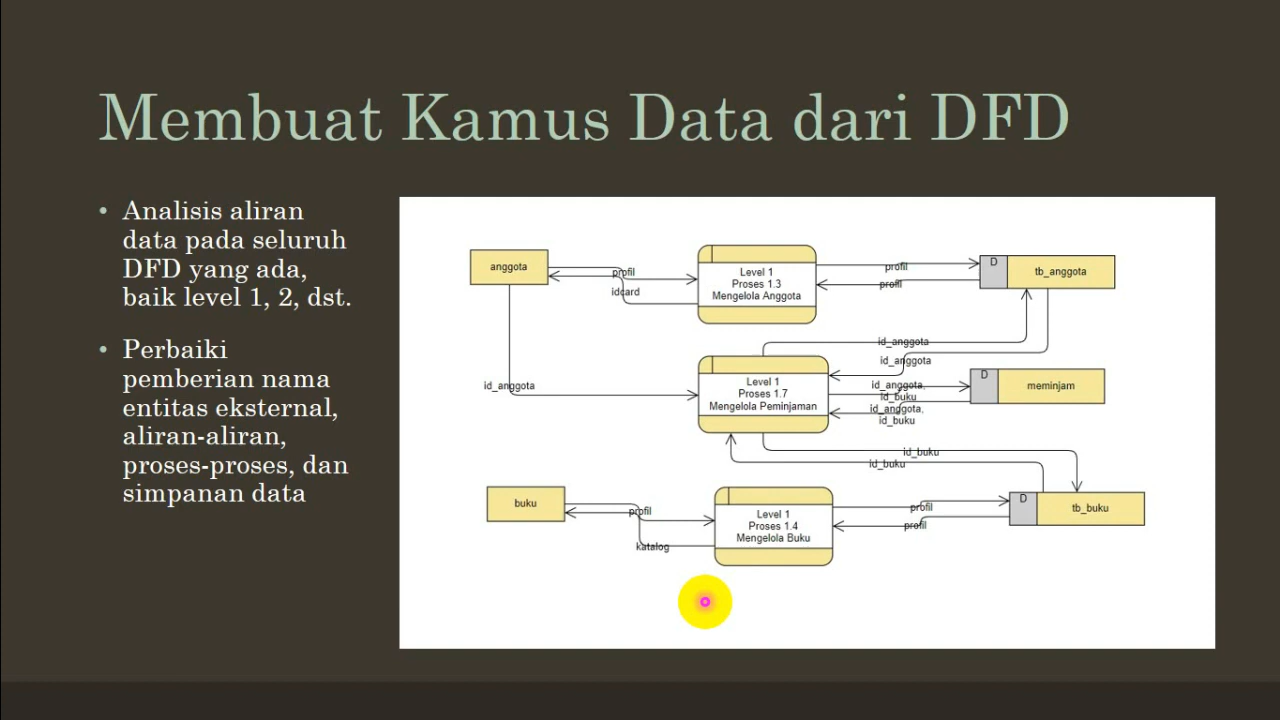 Membuat Kamus Data dari DFD
• Analisis aliran
data pada seluruh
DFD yang ada,
baik level 1, 2, dst.
• Perbaiki
pemberian nama
entitas eksternal,
aliran-aliran,
proses-proses, dan
simpanan data
anggota
profil
idcard
Level 1
Proses 1.3
Mengelola Anggota
profil
profil
D
tb_anggota
id_anggota
id_anggota
id_anggota
Level 1
Proses 1.7
Mengelola Peminjaman
id_anggota,
id_buku
id_anggota,
id_buku
D
meminjam
id_buku
id_buku
buku
profil
katalog
Level 1
Proses 1.4
Mengelola Buku
profil
profil
D
tb_buku